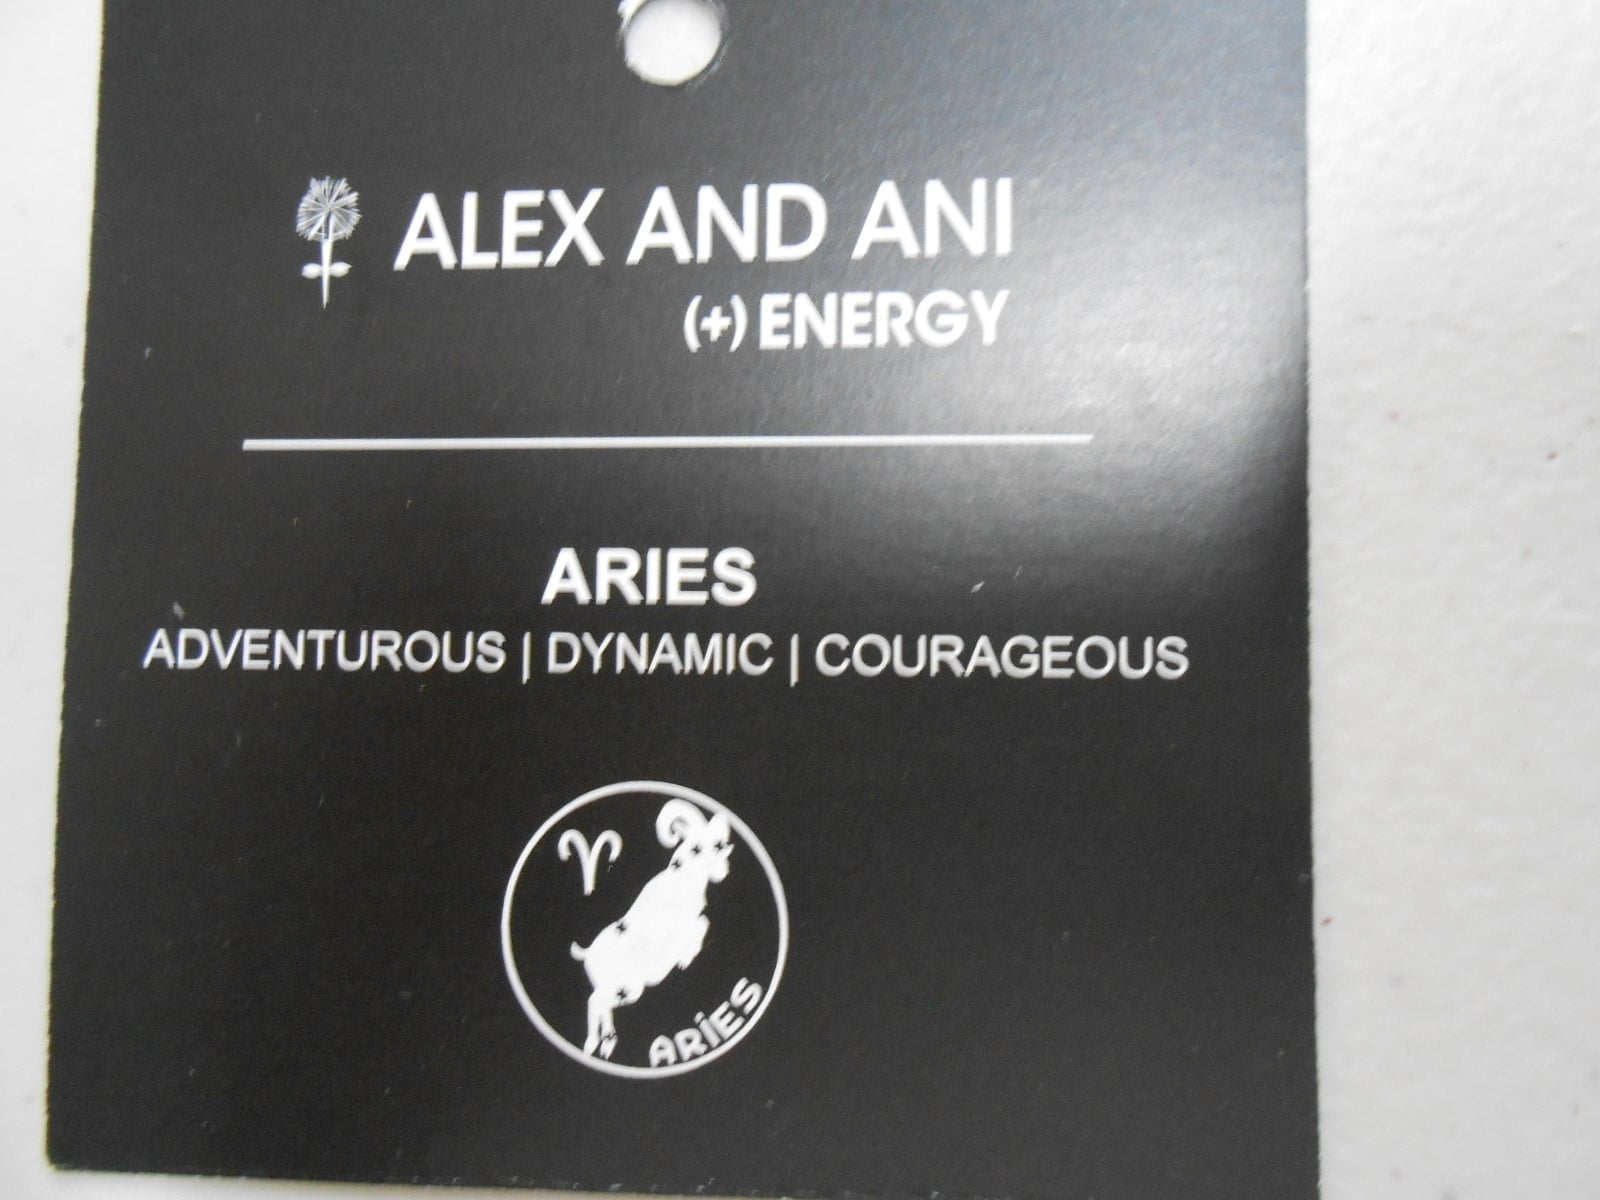 ALEX AND ANI
(+) ENERGY
ARIES
ADVENTUROUS | DYNAMIC | COURAGEOUS
ARIES